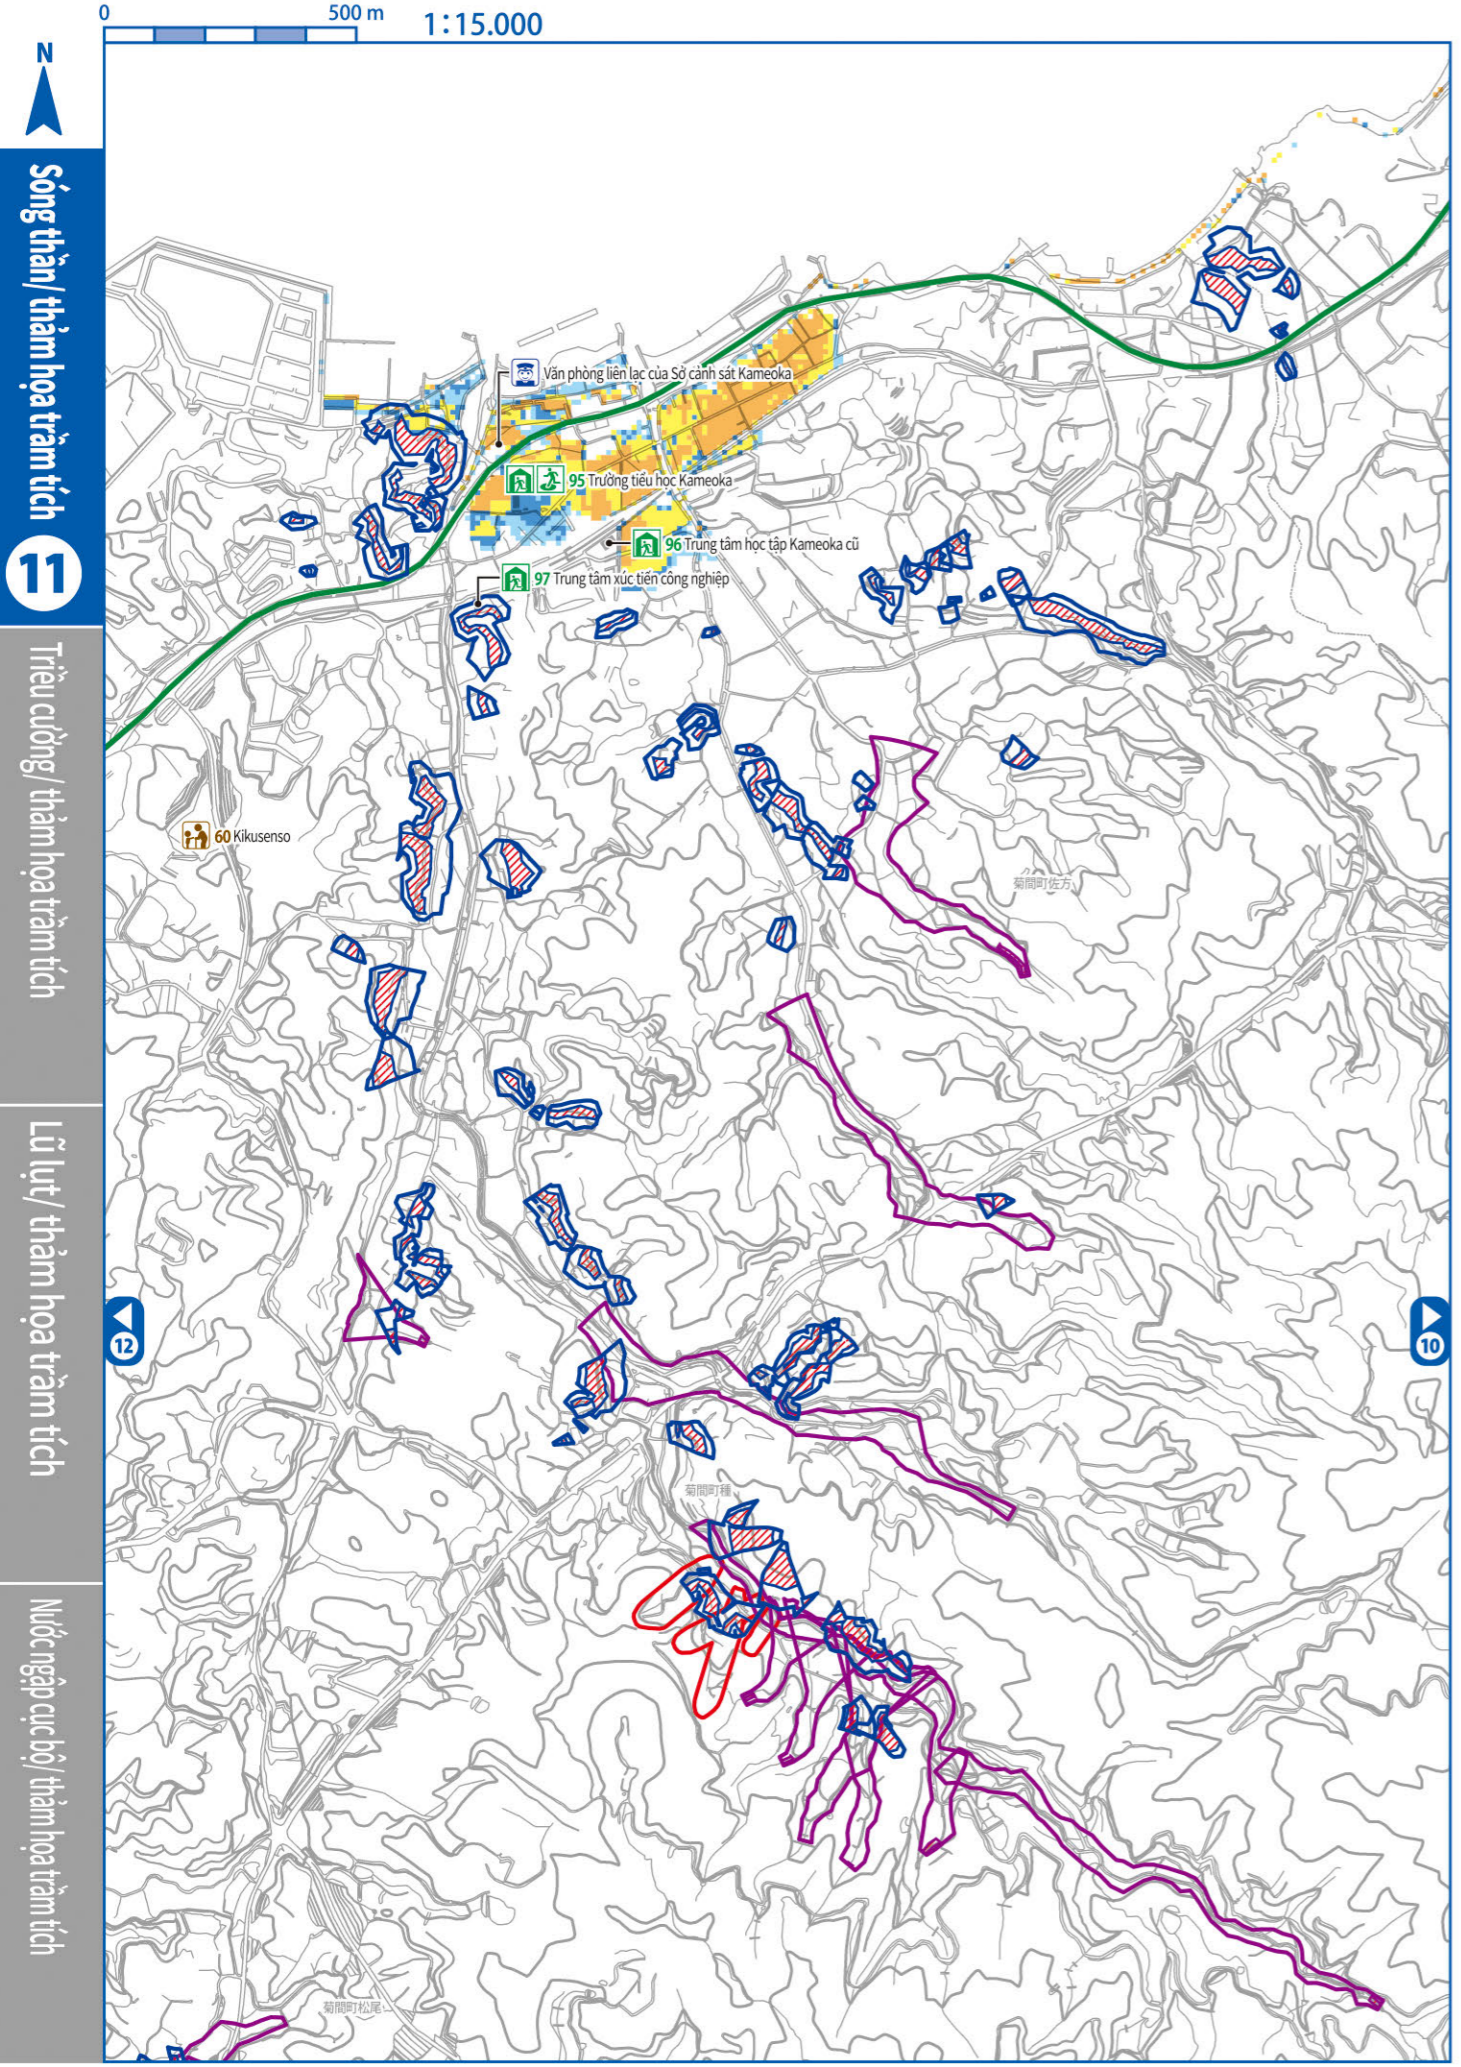 0
500 m
1:15.000
N
Sóng thần/ thảm họa trầm tích
11
Triều cường/ thảm họa trầm tích
Lũ lụt/ thảm họa trầm tích
Nước ngập cục bộ/ thảm họa trầm tích
Văn phòng liên lạc của Sở cảnh sát Kameoka
95 Trường tiểu học Kameoka
96 Trung tâm học tập Kameoka cũ
97 Trung tâm xúc tiến công nghiệp
60 Kikusenso
菊間町佐方
12
10
菊間町種
菊間町松尾